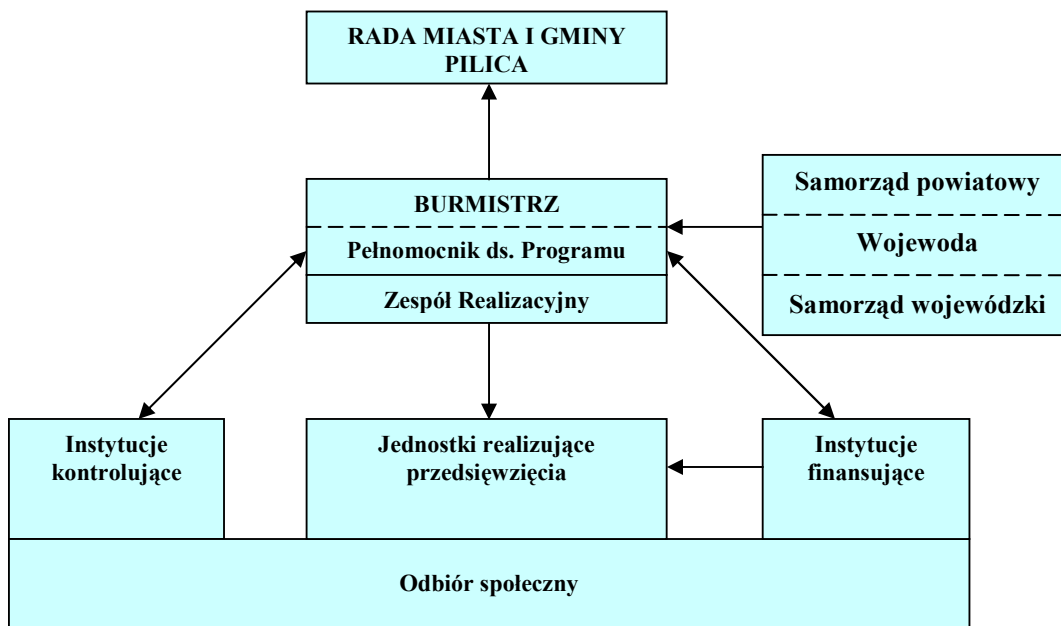 RADA MIASTA I GMINY
PILICA
BURMISTRZ
Pełnomocnik ds. Programu
Zespół Realizacyjny
Samorząd powiatowy
Wojewoda
Samorząd wojewódzki
Instytucje
kontrolujące
Jednostki realizujące
przedsięwzięcia
Instytucje
finansujące
Odbiór społeczny